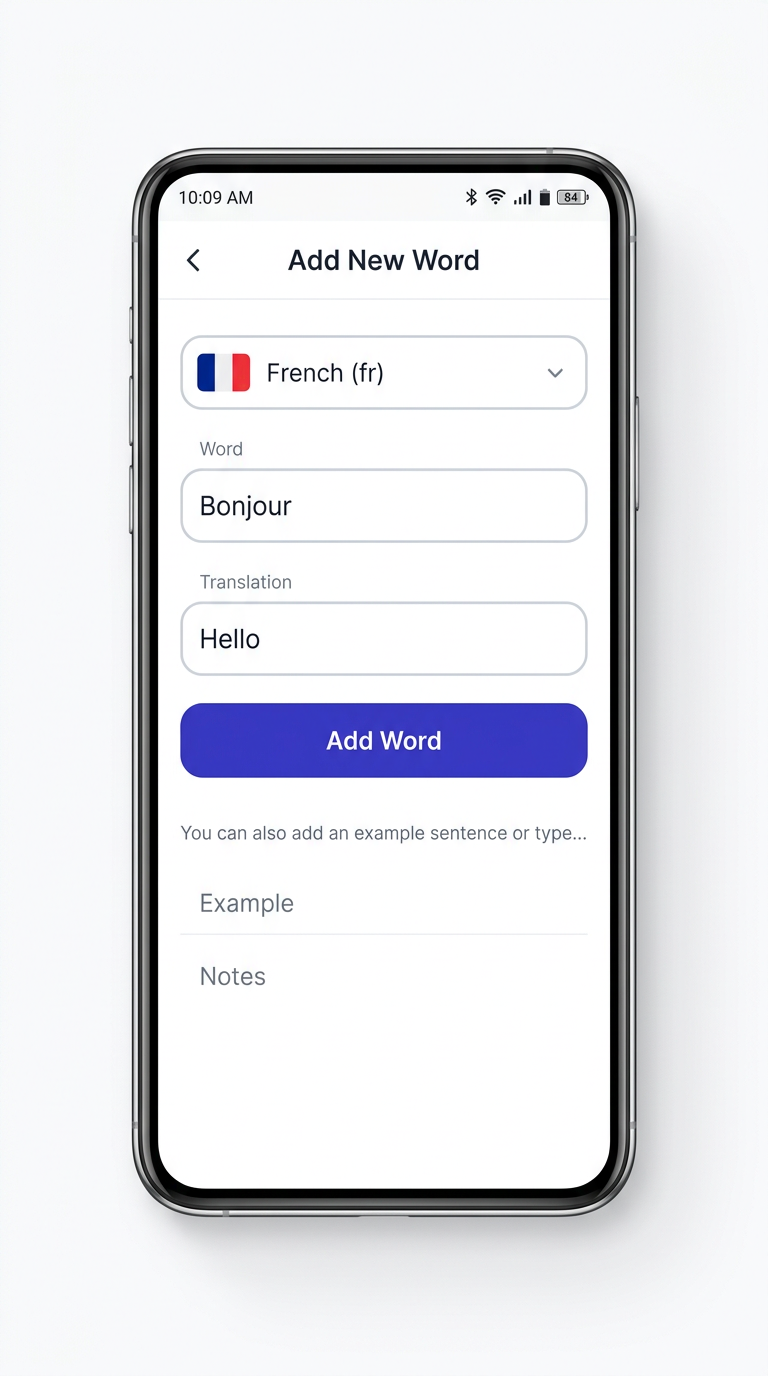 10:09 AM
84
Add New Word
French (fr)
Word
Bonjour
Translation
Hello
Add Word
You can also add an example sentence or type...
Example
Notes